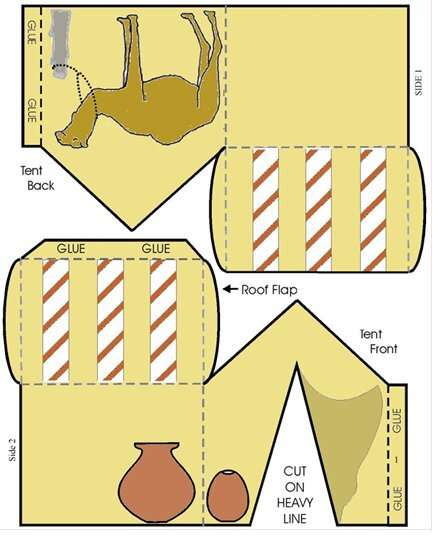 GLUE
GLUE
SIDE 1
Tent
Back
GLUE GLUE
Roof Flap
Tent
Front
Side 2
CUT
ON
HEAVY
LINE
GLUE
1
GLUE